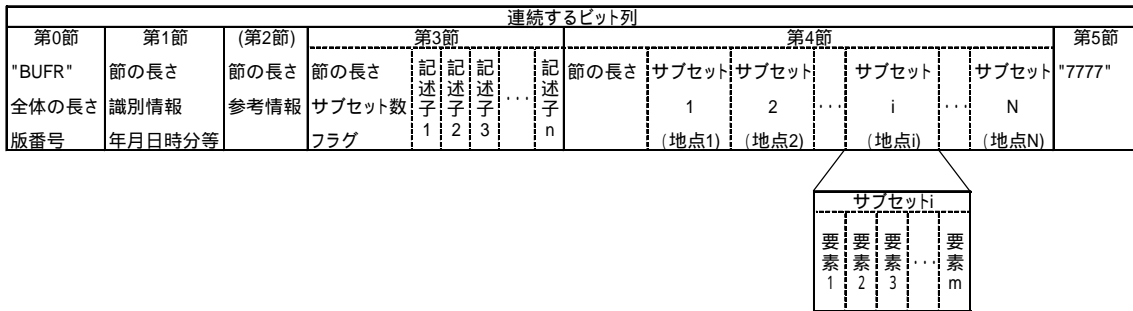 連続するビット列
第0節 第1節 (第2節) 第3節 第4節 第5節
"BUFR" 節の長さ 節の長さ 節の長さ 記述子1 記述子2 記述子3 ... 記述子n 節の長さ サブセット サブセット サブセット サブセット "7777"
全体の長さ 識別情報 参考情報 サブセット数 1 2 ... i ... N
版番号 年月日時分等 フラグ (地点1) (地点2) (地点i) (地点N)
サブセットi
要素1 要素2 要素3 ... 要素m